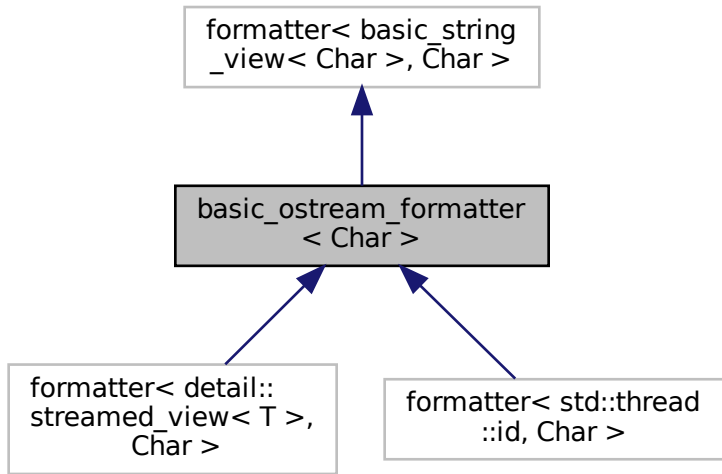 formatter< basic_string
_view< Char >, Char >
basic_ostream_formatter
< Char >
formatter< detail::
streamed_view< T >,
Char >
formatter< std::thread
::id, Char >